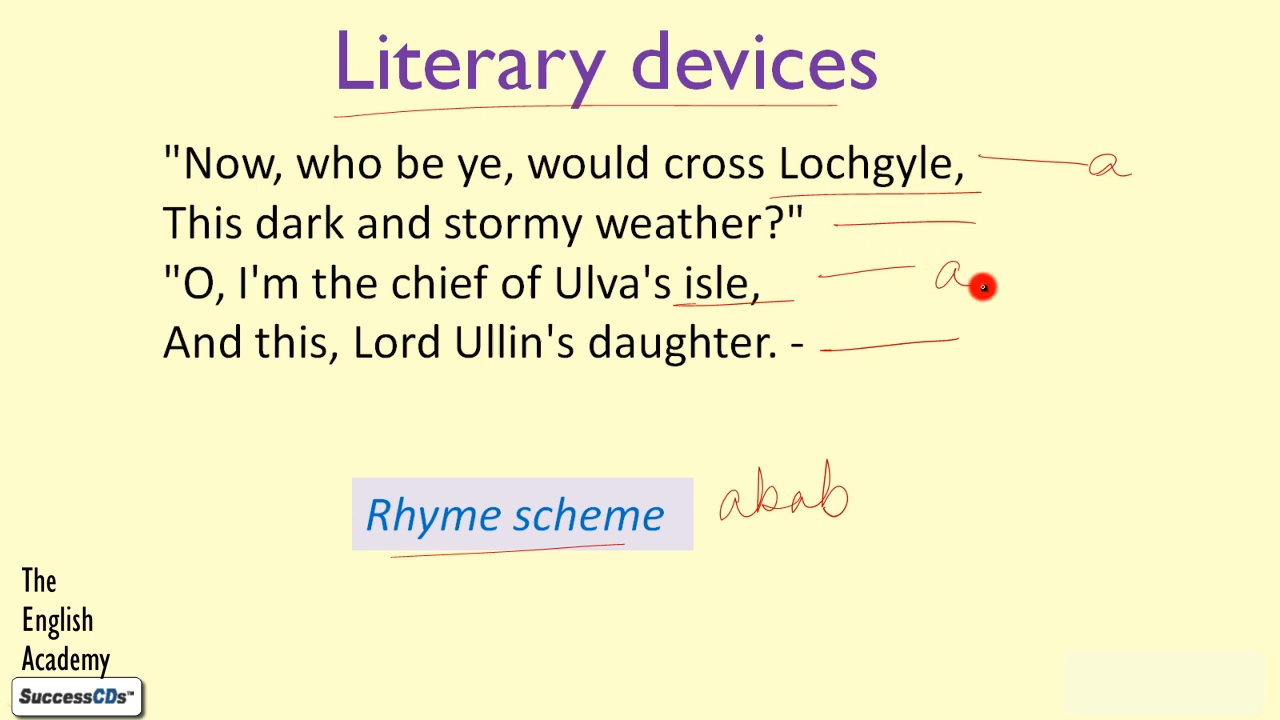 Literary devices
"Now, who be ye, would cross Lochgyle, a
This dark and stormy weather?"
"O, I'm the chief of Ulva's isle, a
And this, Lord Ullin's daughter. -
Rhyme scheme abab
The
English
Academy
SuccessCDs™